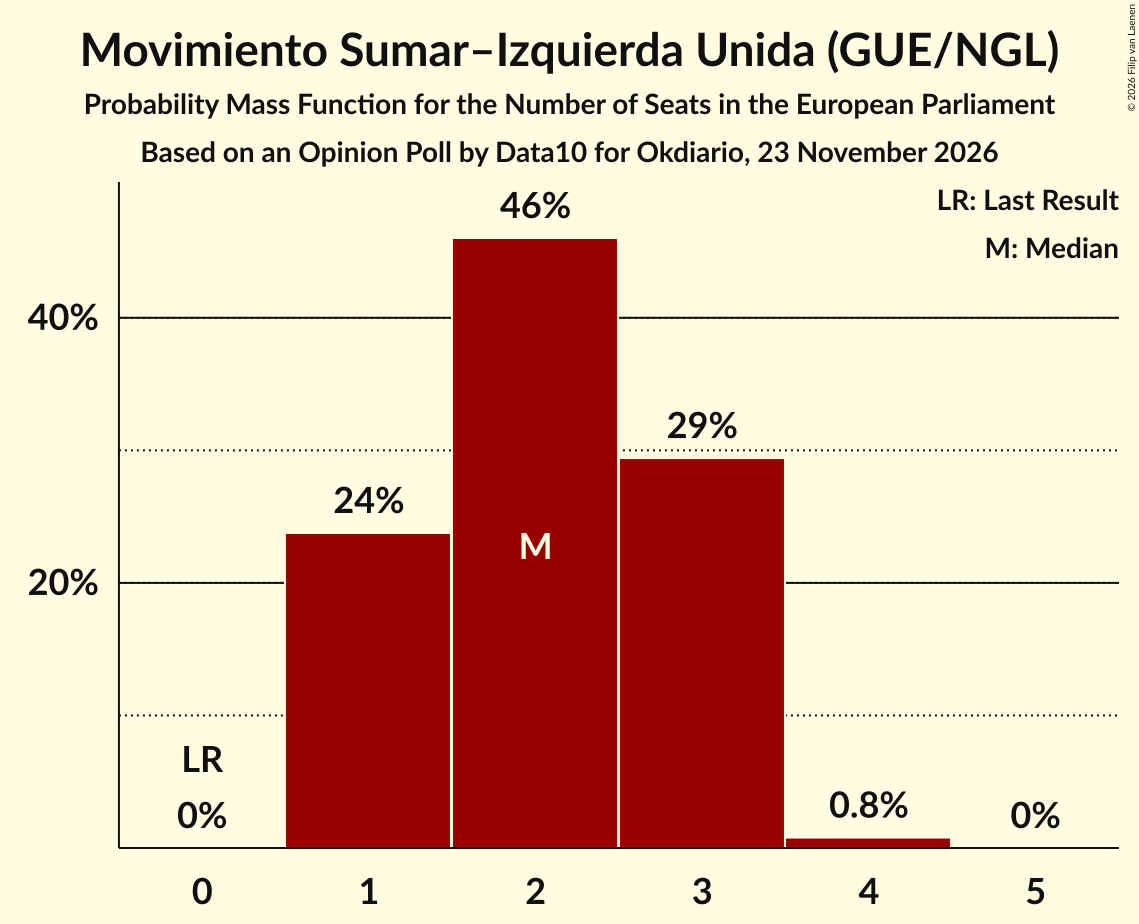 Movimiento Sumar–Izquierda Unida (GUE/NGL)
Probability Mass Function for the Number of Seats in the European Parliament
Based on an Opinion Poll by Data10 for Okdiario, 23 November 2026
© 2026 Filip van Laenen
LR: Last Result
M: Median
46%
40%
29%
24%
M
20%
LR
0%
0.8%
0%
0
1
2
3
4
5